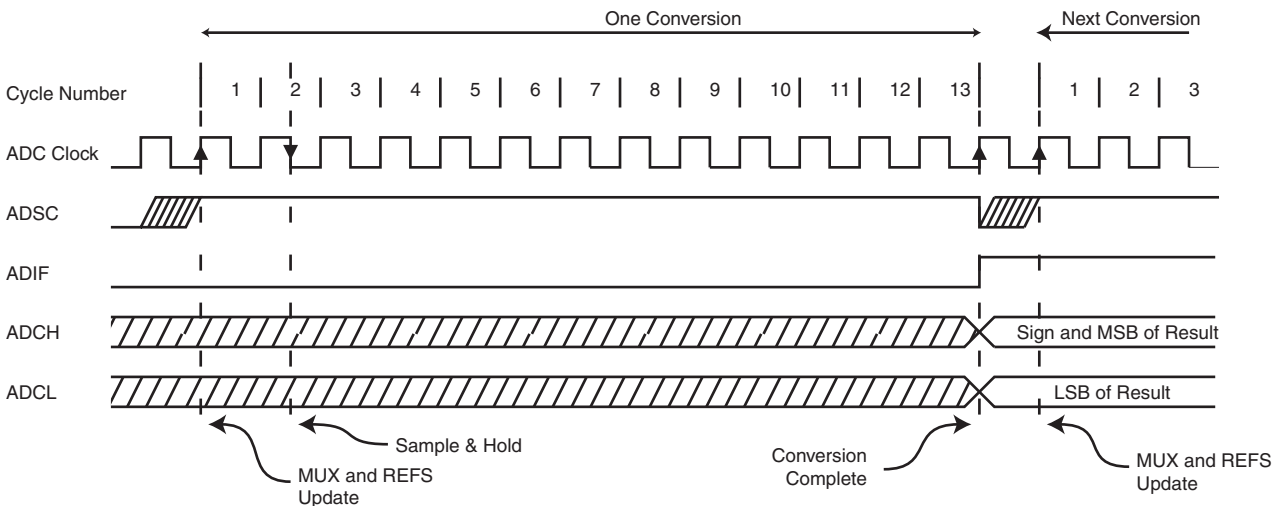 One Conversion
Next Conversion
Cycle Number
1 2 3 4 5 6 7 8 9 10 11 12 13 1 2 3
ADC Clock
ADSC
ADIF
ADCH
Sign and MSB of Result
ADCL
LSB of Result
Sample & Hold
MUX and REFS
Update
Conversion
Complete
MUX and REFS
Update